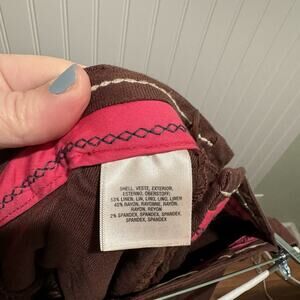 SHELL, VESTE, EXTERIOR,
ESTERNO, OBERSTOFF:
53% LINEN, LIN, LINO, LINO, LINEN
45% RAYON, RAYONNE, RAYON,
RAYON, REYON
2% SPANDEX, SPANDEX, SPANDEX,
SPANDEX, SPANDEX